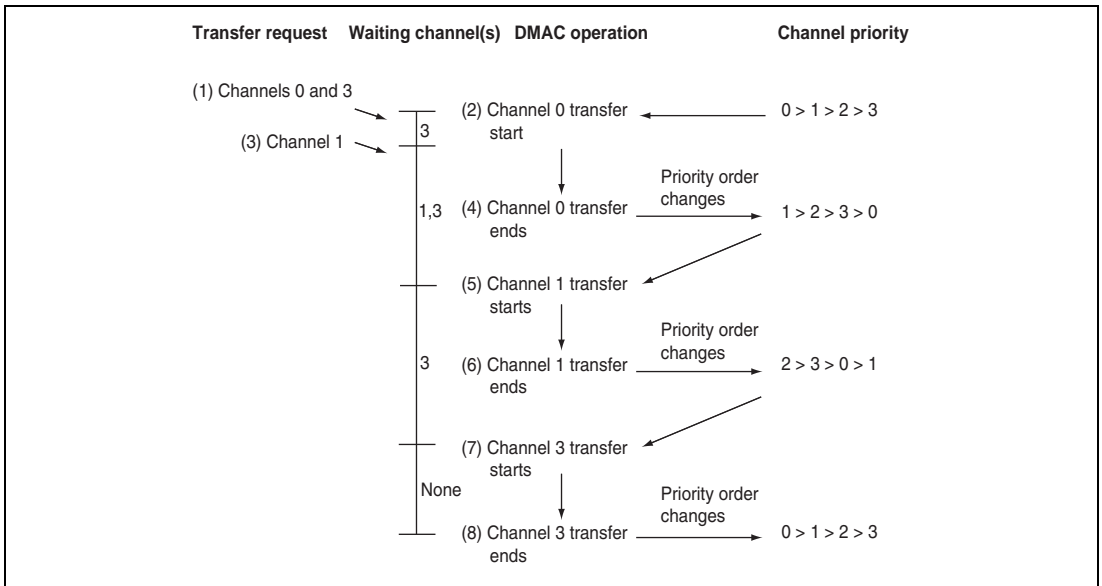 Transfer request Waiting channel(s) DMAC operation Channel priority
(1) Channels 0 and 3
(2) Channel 0 transfer
start
0 > 1 > 2 > 3
3
(3) Channel 1
1,3
(4) Channel 0 transfer
ends
Priority order
changes
1 > 2 > 3 > 0
(5) Channel 1 transfer
starts
3
(6) Channel 1 transfer
ends
Priority order
changes
2 > 3 > 0 > 1
(7) Channel 3 transfer
starts
None
(8) Channel 3 transfer
ends
Priority order
changes
0 > 1 > 2 > 3